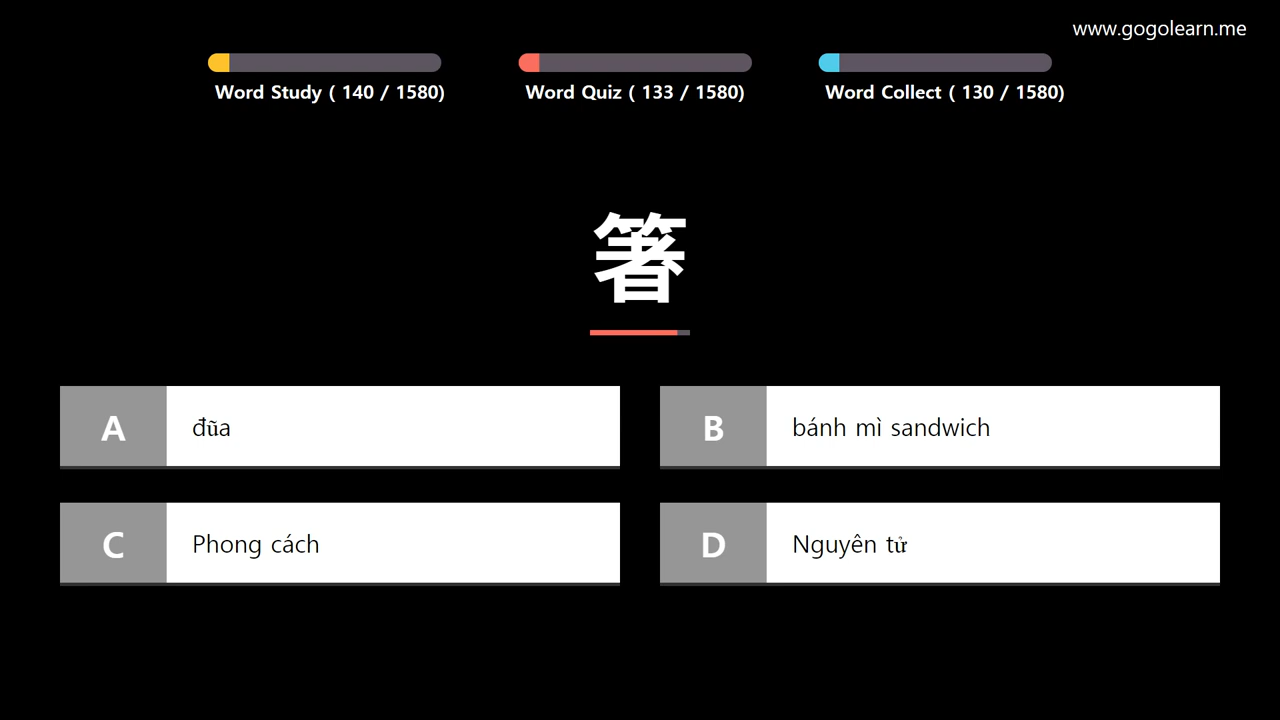 www.gogolearn.me
Word Study ( 140 / 1580)
Word Quiz ( 133 / 1580)
Word Collect ( 130 / 1580)
箸
A đũa
B bánh mì sandwich
C Phong cách
D Nguyên tử